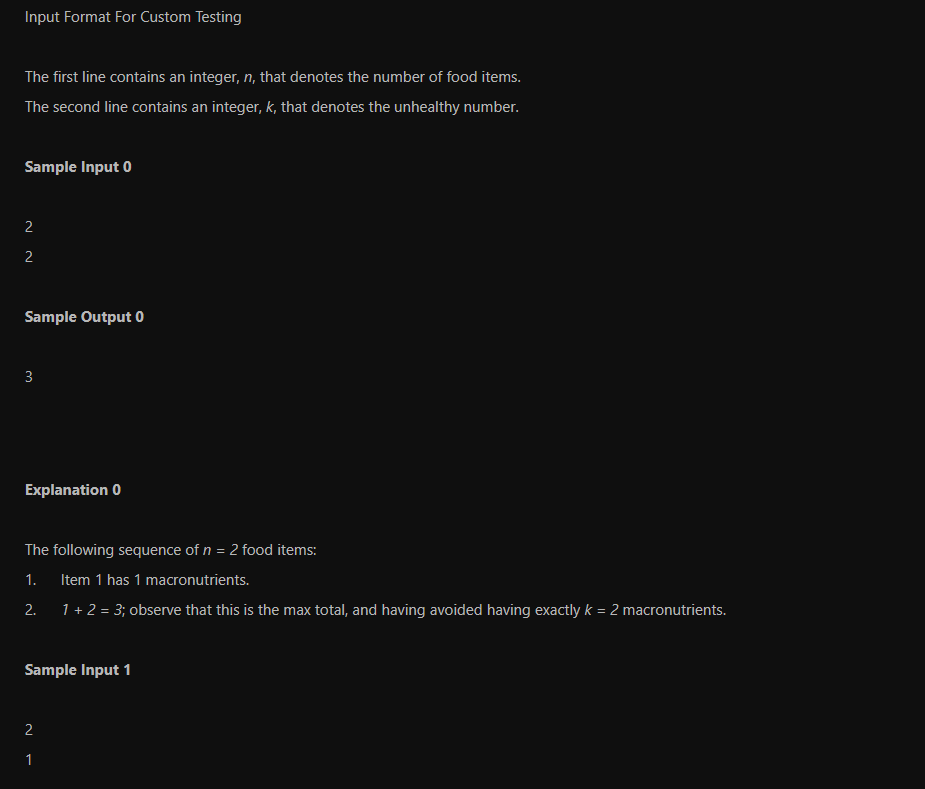 Input Format For Custom Testing
The first line contains an integer, n, that denotes the number of food items.
The second line contains an integer, k, that denotes the unhealthy number.
Sample Input 0
2
2
Sample Output 0
3
Explanation 0
The following sequence of n = 2 food items:
1. Item 1 has 1 macronutrients.
2. 1 + 2 = 3; observe that this is the max total, and having avoided having exactly k = 2 macronutrients.
Sample Input 1
2
1